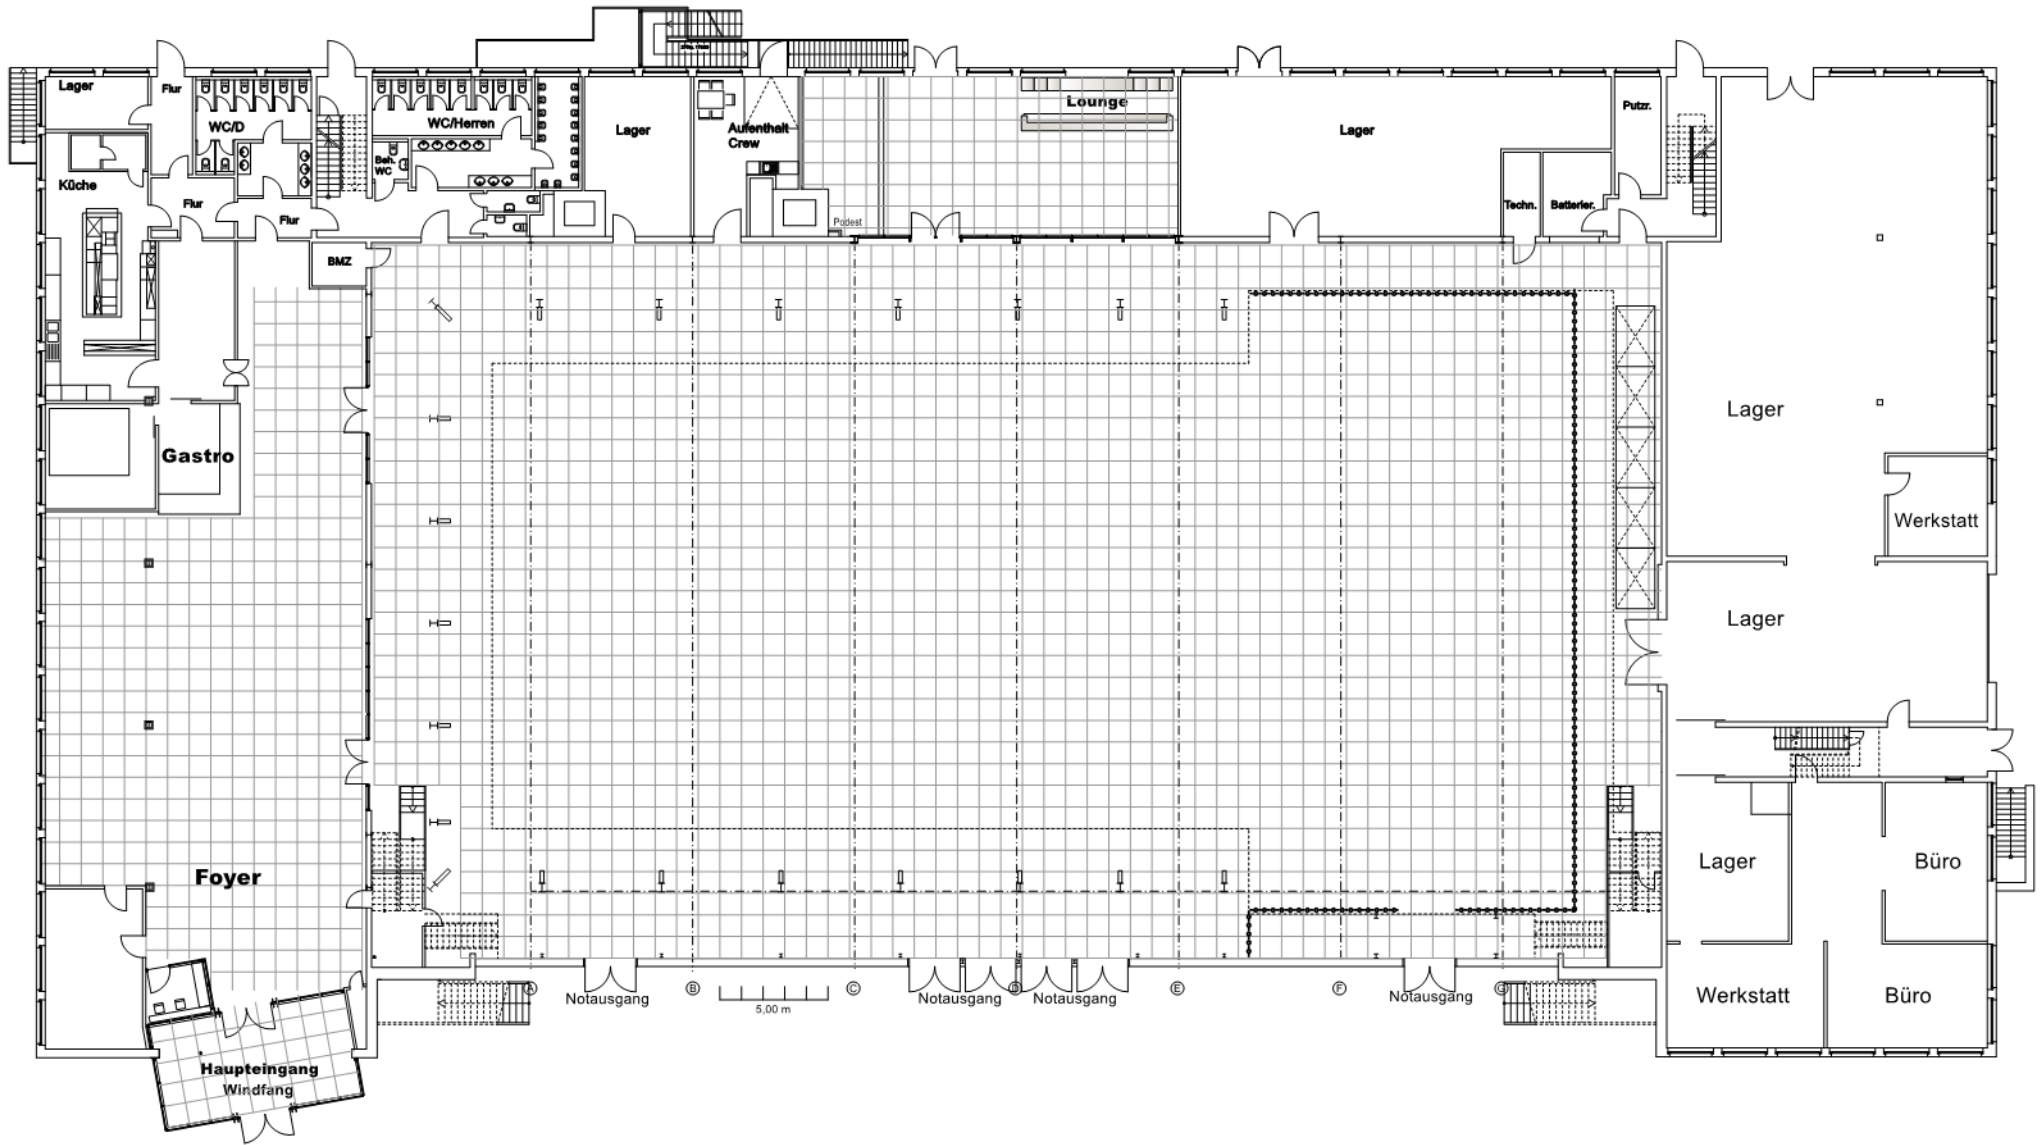 Lager
Flur
WC/D
WC/Herren
Lager
Aufenthalt
Crew
Lounge
Lager
Putzr.
Beh.
WC
Küche
Flur
Flur
Podest
Techn.
Batterier.
BMZ
Lager
Gastro
Werkstatt
Lager
Foyer
Lager
Büro
A
B
C
D
E
F
G
Notausgang
Notausgang
Notausgang
Notausgang
5,00 m
Werkstatt
Büro
Haupteingang
Windfang